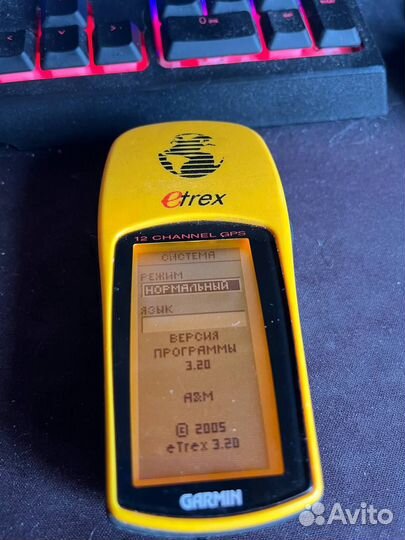 etrex
12 CHANNEL GPS
СИСТЕМА
РЕЖИМ
НОРМАЛЬНЫЙ
ЯЗЫК
ВЕРСИЯ
ПРОГРАММЫ
3.20
A&M
© 2005
eTrex 3.20
GARMIN
Avito